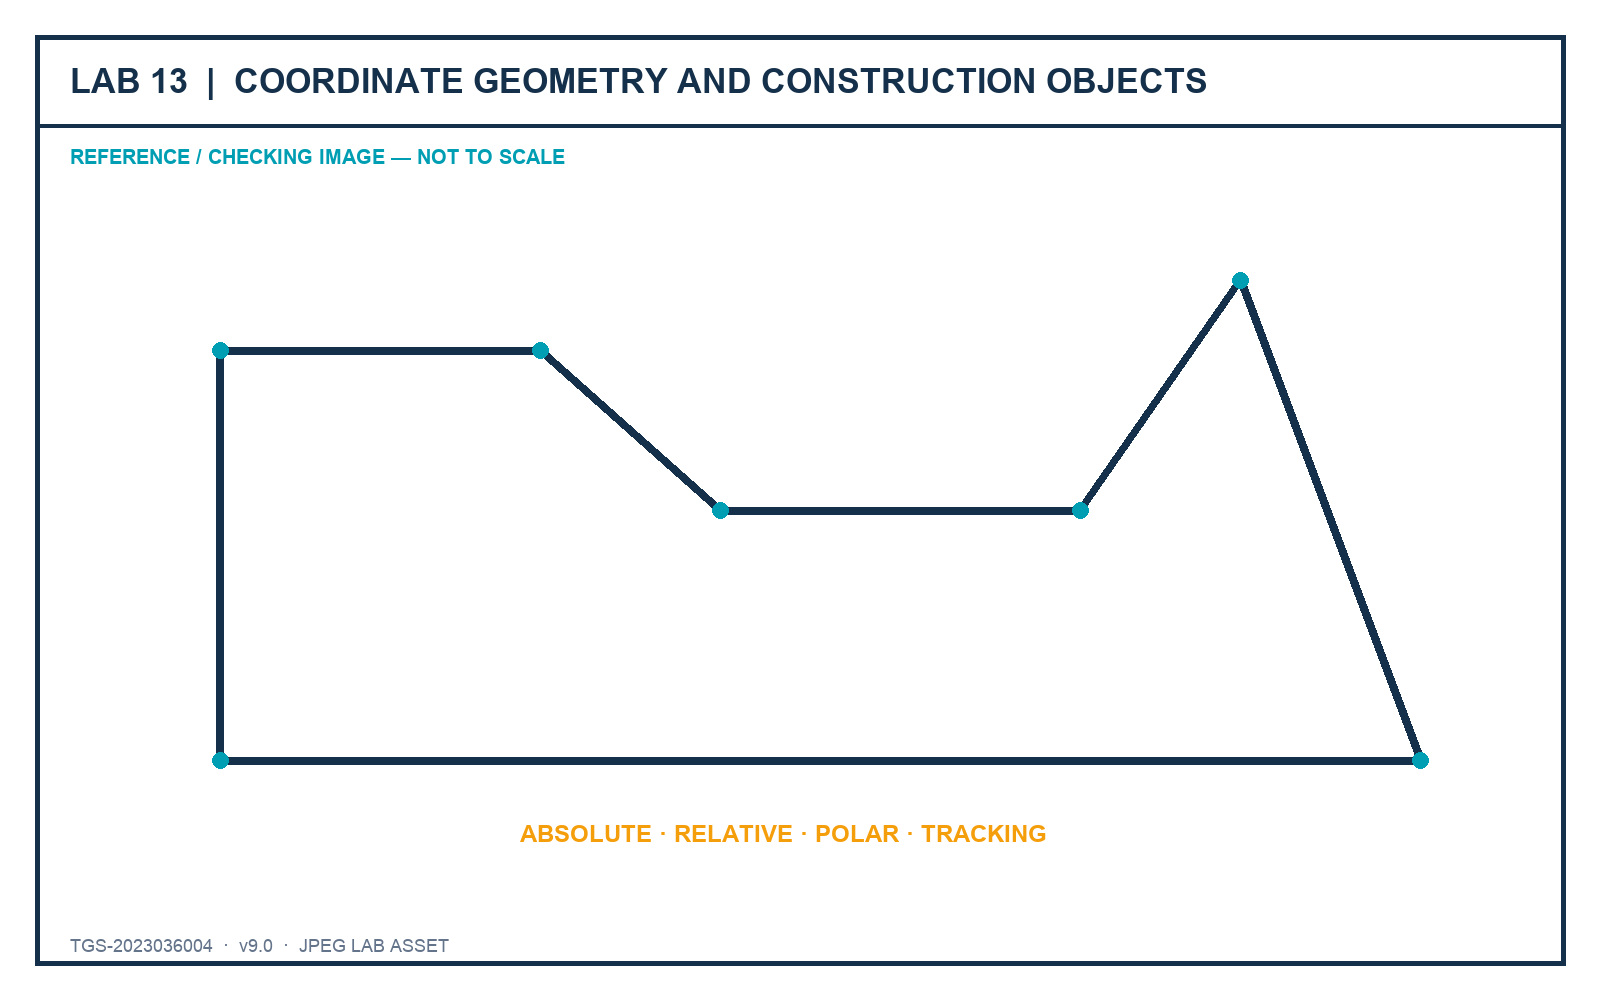 LAB 13 | COORDINATE GEOMETRY AND CONSTRUCTION OBJECTS
REFERENCE / CHECKING IMAGE — NOT TO SCALE
ABSOLUTE · RELATIVE · POLAR · TRACKING
TGS-2023036004 · v9.0 · JPEG LAB ASSET